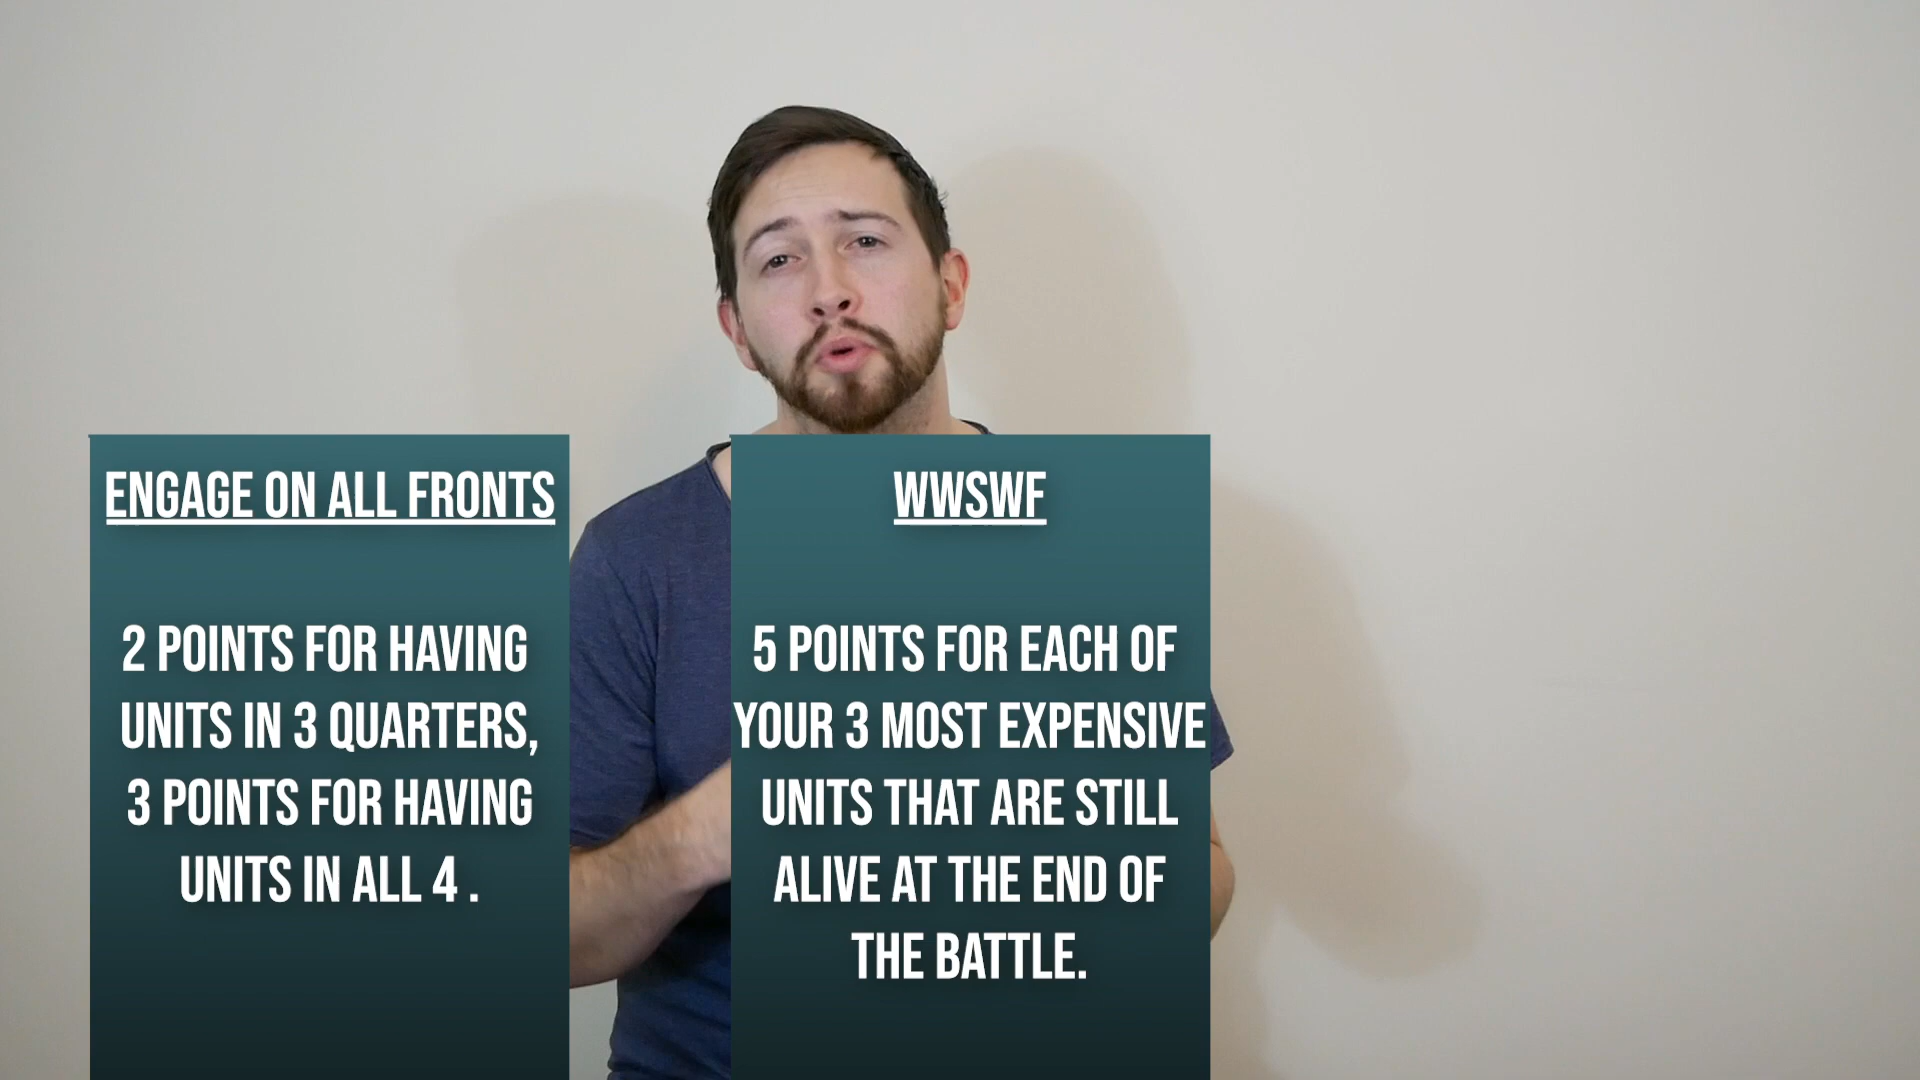 ENGAGE ON ALL FRONTS
2 POINTS FOR HAVING
UNITS IN 3 QUARTERS,
3 POINTS FOR HAVING
UNITS IN ALL 4 .
WWSWF
5 POINTS FOR EACH OF
YOUR 3 MOST EXPENSIVE
UNITS THAT ARE STILL
ALIVE AT THE END OF
THE BATTLE.